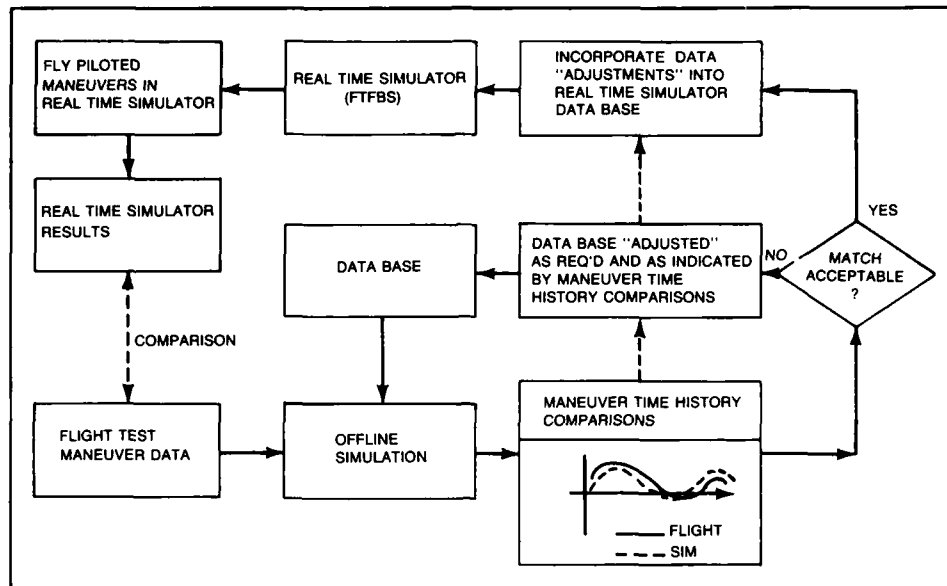 FLY PILOTED
MANEUVERS IN
REAL TIME SIMULATOR
REAL TIME SIMULATOR
(FTFBS)
INCORPORATE DATA
"ADJUSTMENTS" INTO
REAL TIME SIMULATOR
DATA BASE
REAL TIME SIMULATOR
RESULTS
DATA BASE
DATA BASE "ADJUSTED"
AS REQ'D AND AS INDICATED
BY MANEUVER TIME
HISTORY COMPARISONS
NO
YES
MATCH
ACCEPTABLE
?
COMPARISON
FLIGHT TEST
MANEUVER DATA
OFFLINE
SIMULATION
MANEUVER TIME HISTORY
COMPARISONS
FLIGHT
SIM